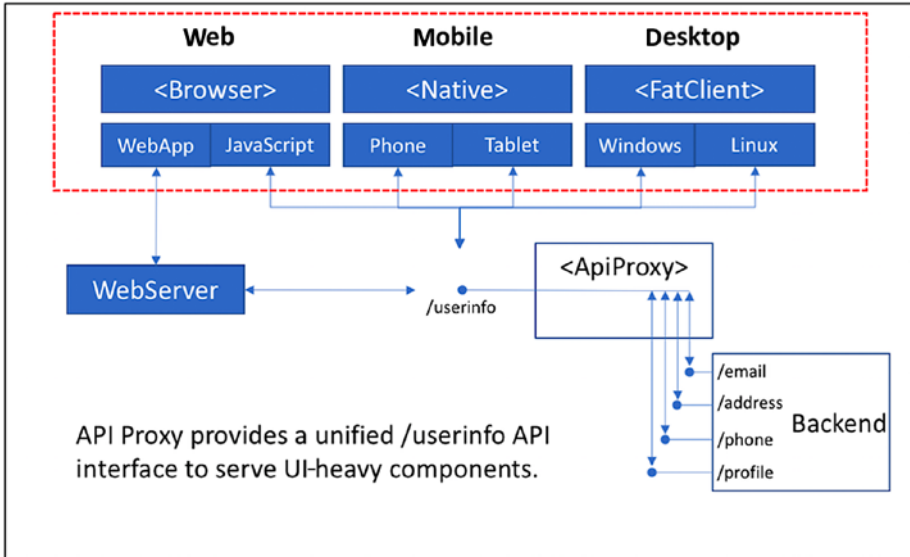 Web Mobile Desktop
<Browser> <Native> <FatClient>
WebApp JavaScript Phone Tablet Windows Linux
<ApiProxy>
WebServer
/userinfo
/email
/address
Backend
/phone
/profile
API Proxy provides a unified /userinfo API
interface to serve UI-heavy components.